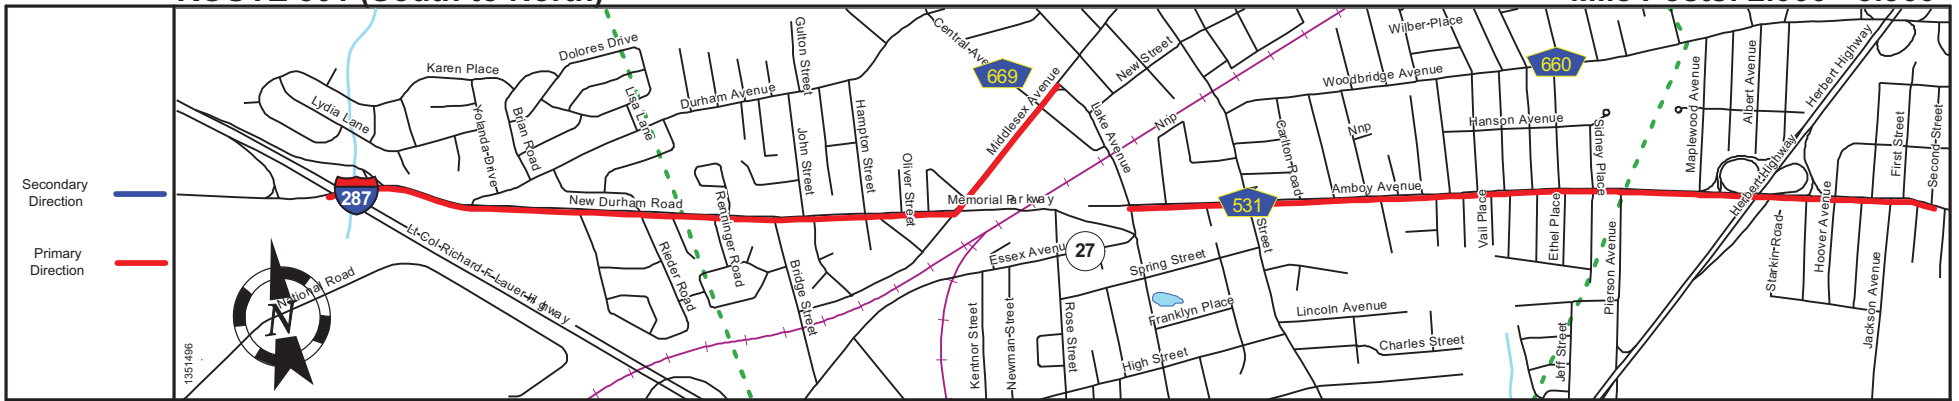 Secondary
Direction
Primary
Direction
1351496
N
National Road
287
Lt-Col-Richard-F-Lauer-Highway
Lydia Lane
Karen Place
Yolanda-Drive
Brian Road
Dolores Drive
Lisa Lane
Durham Avenue
Gulton Street
John Street
Hampton Street
Oliver Street
New Durham Road
Rieder Road
Renninger Road
Bridge Street
Central-Ave
669
Middlesex Avenue
New Street
Lake Avenue
Nnp
Memorial Parkway
Essex Avenue
27
Kentnor Street
Newman-Street
Rose Street
Spring Street
Franklyn Place
High Street
531
Street
Carlton-Road
Amboy Avenue
Woodbridge Avenue
Wilber-Place
660
Nnp
Hanson Avenue
Sidney Place
Vail Place
Ethel Place
Pierson Avenue
Lincoln Avenue
Charles Street
Jeff Street
Maplewood Avenue
Albert Avenue
Herbert Highway
Herbert-Highway
First Street
Second-Street
Starkin-Road
Hoover Avenue
Jackson Avenue